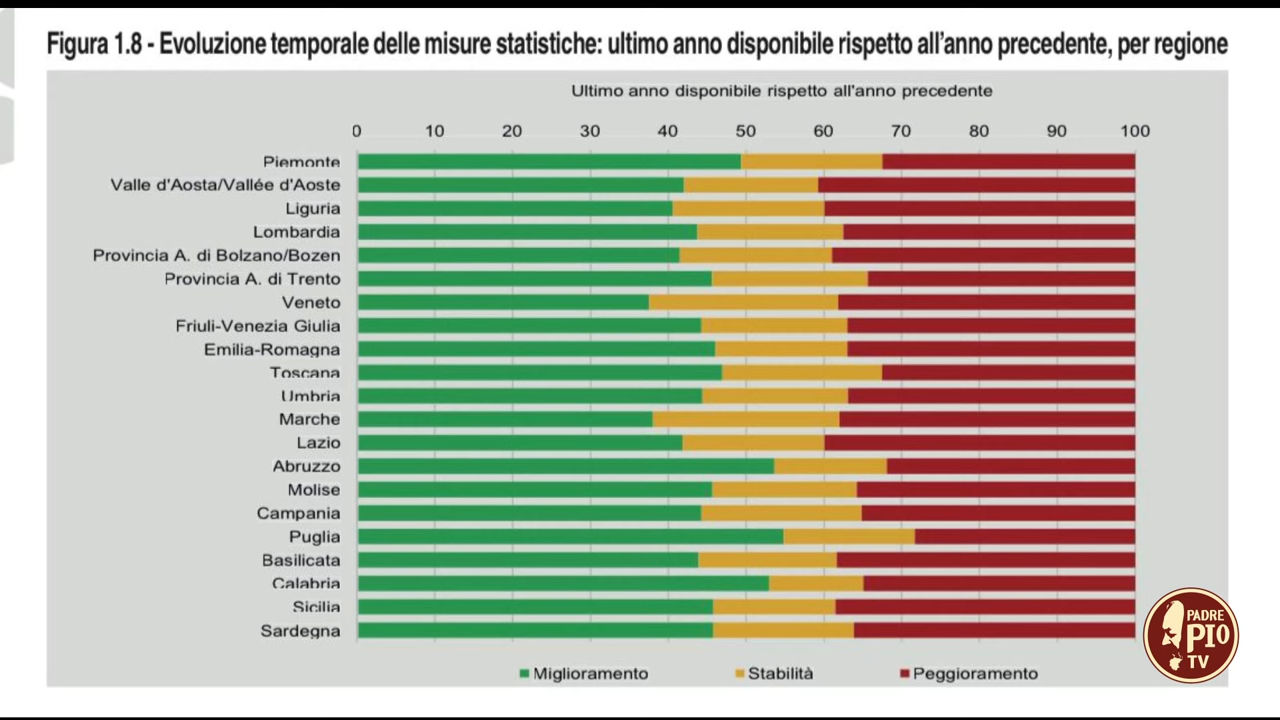 Figura 1.8 - Evoluzione temporale delle misure statistiche: ultimo anno disponibile rispetto all'anno precedente, per regione
Ultimo anno disponibile rispetto all'anno precedente
0 10 20 30 40 50 60 70 80 90 100
Piemonte
Valle d'Aosta/Vallée d'Aoste
Liguria
Lombardia
Provincia A. di Bolzano/Bozen
Provincia A. di Trento
Veneto
Friuli-Venezia Giulia
Emilia-Romagna
Toscana
Umbria
Marche
Lazio
Abruzzo
Molise
Campania
Puglia
Basilicata
Calabria
Sicilia
Sardegna
Miglioramento Stabilità Peggioramento
PADRE
PIO
TV